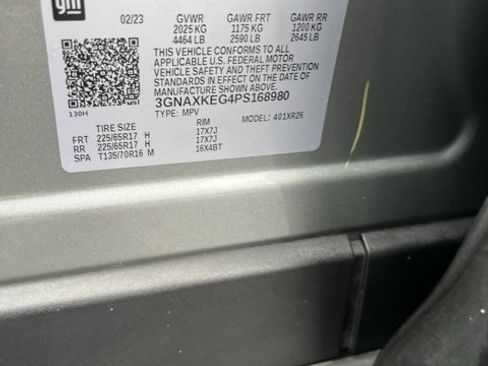 gm
02/23 GVWR GAWR FRT GAWR RR
2025 KG 1175 KG 1200 KG
4464 LB 2590 LB 2645 LB
THIS VEHICLE CONFORMS TO ALL
APPLICABLE U.S. FEDERAL MOTOR
VEHICLE SAFETY AND BUMPER
STANDARDS IN EFFECT ON THE DATE
OF MANUFACTURE SHOWN ABOVE.
3GNAXKEG4PS168980
TYPE: MPV MODEL: 401XR26
130H
TIRE SIZE RIM
FRT 225/65R17 H 17X7J
RR 225/65R17 H 17X7J
SPA T135/70R16 M 16X4BT